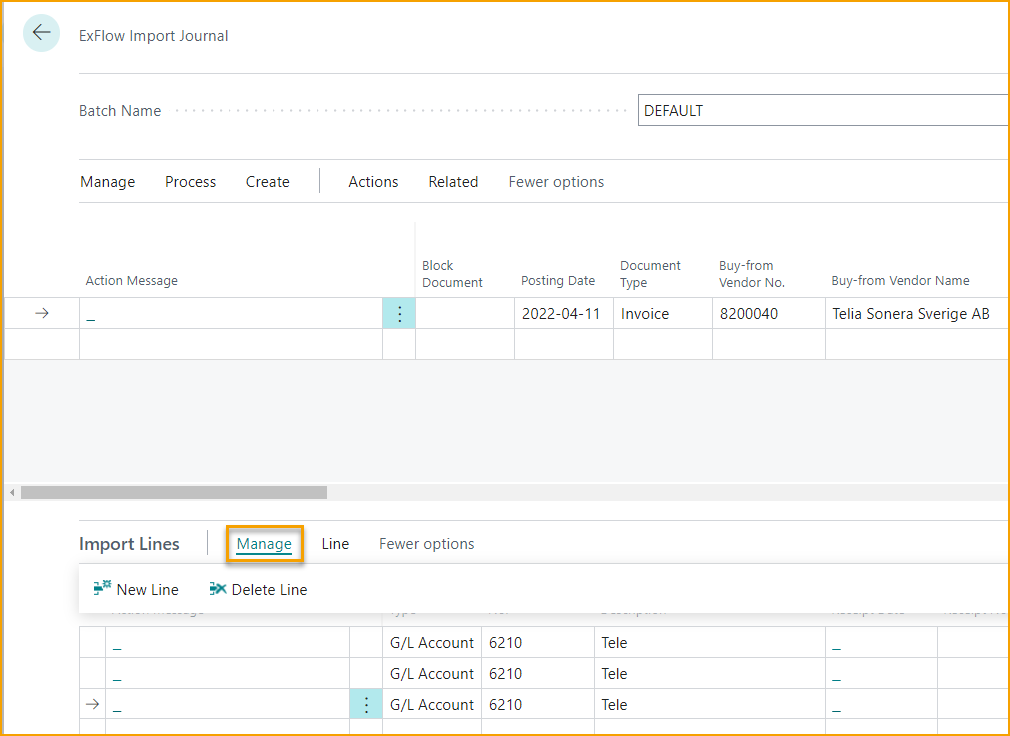 ExFlow Import Journal
Batch Name DEFAULT
Manage Process Create Actions Related Fewer options
Action Message Block Document Posting Date Document Type Buy-from Vendor No. Buy-from Vendor Name
_ 2022-04-11 Invoice 8200040 Telia Sonera Sverige AB
Import Lines Manage Line Fewer options
New Line Delete Line
_ G/L Account 6210 Tele _
_ G/L Account 6210 Tele _
_ G/L Account 6210 Tele _